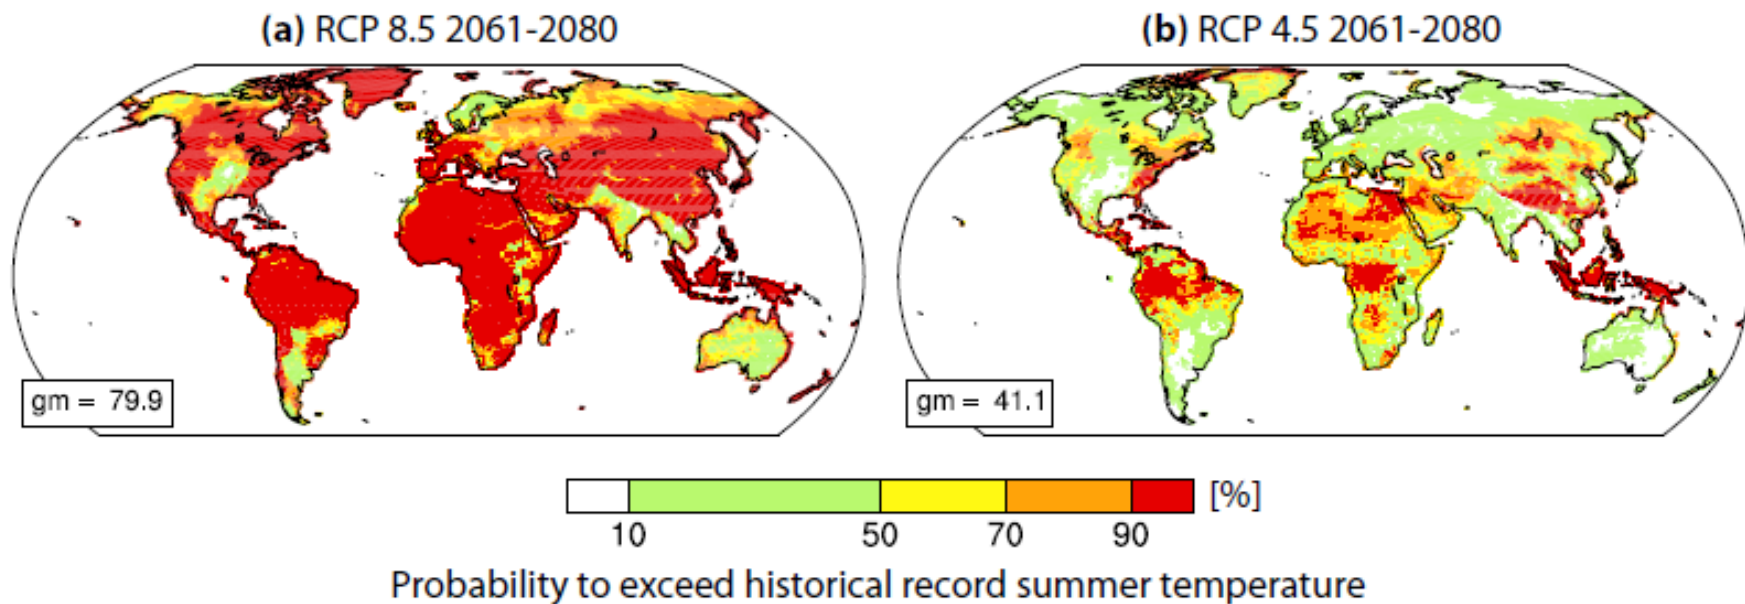 (a) RCP 8.5 2061-2080
(b) RCP 4.5 2061-2080
gm = 79.9
gm = 41.1
[%]
10 50 70 90
Probability to exceed historical record summer temperature